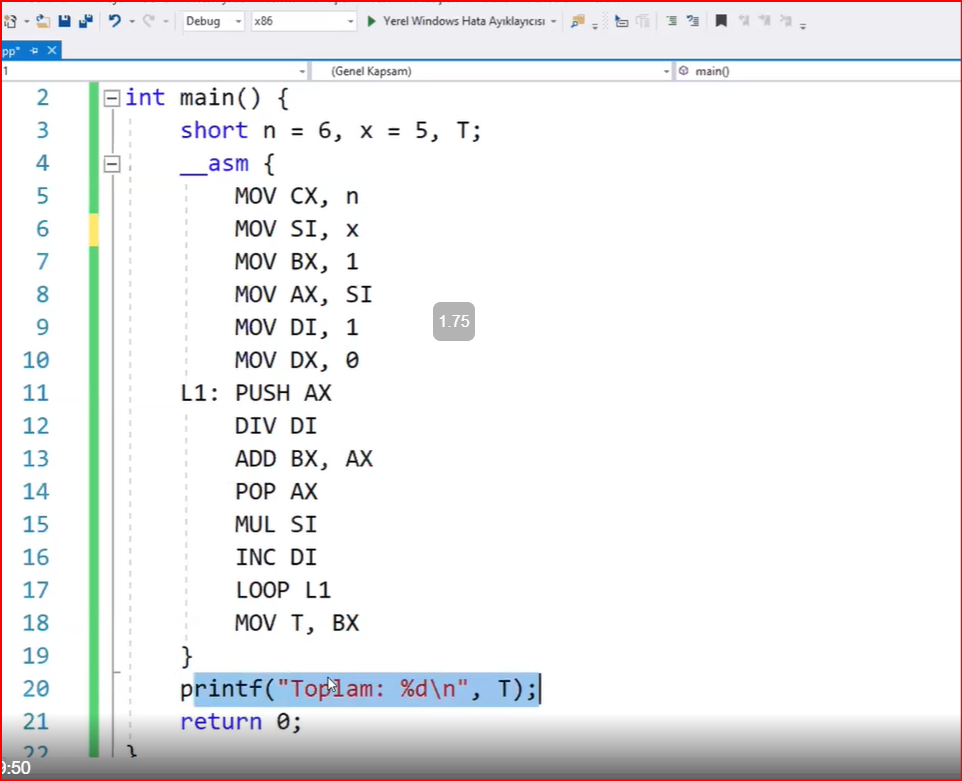 Debug x86 Yerel Windows Hata Ayıklayıcısı
pp*
1 (Genel Kapsam) main()
2 int main() {
3 short n = 6, x = 5, T;
4 __asm {
5 MOV CX, n
6 MOV SI, x
7 MOV BX, 1
8 MOV AX, SI
1.75
9 MOV DI, 1
10 MOV DX, 0
11 L1: PUSH AX
12 DIV DI
13 ADD BX, AX
14 POP AX
15 MUL SI
16 INC DI
17 LOOP L1
18 MOV T, BX
19 }
20 printf("Toplam: %d\n", T);
21 return 0;
22 }
9:50